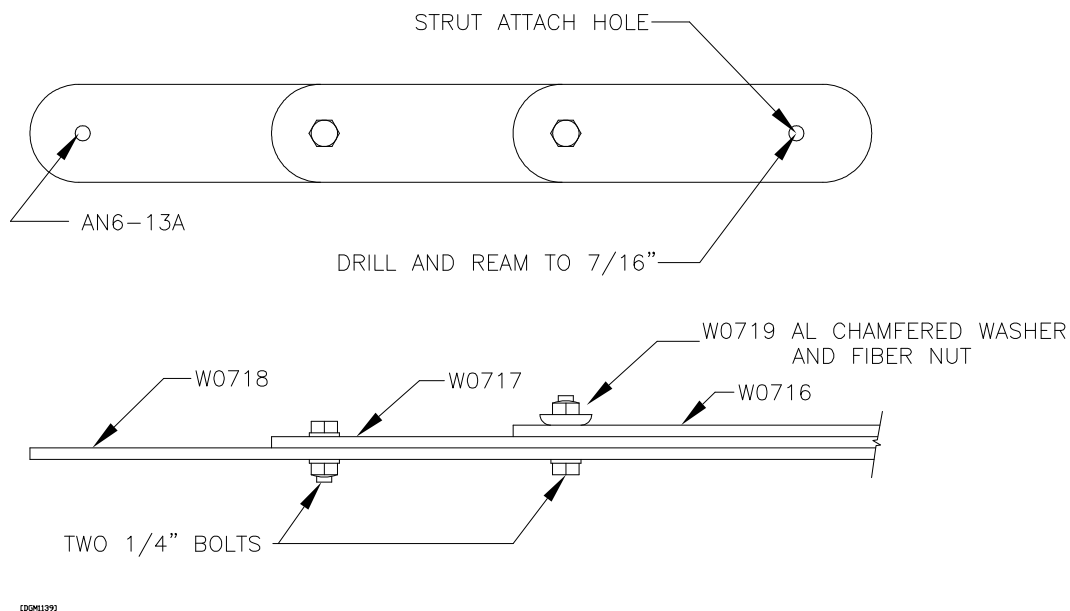 STRUT ATTACH HOLE
AN6-13A
DRILL AND REAM TO 7/16”
W0719 AL CHAMFERED WASHER
AND FIBER NUT
W0718
W0717
W0716
TWO 1/4” BOLTS
[DGM1139]